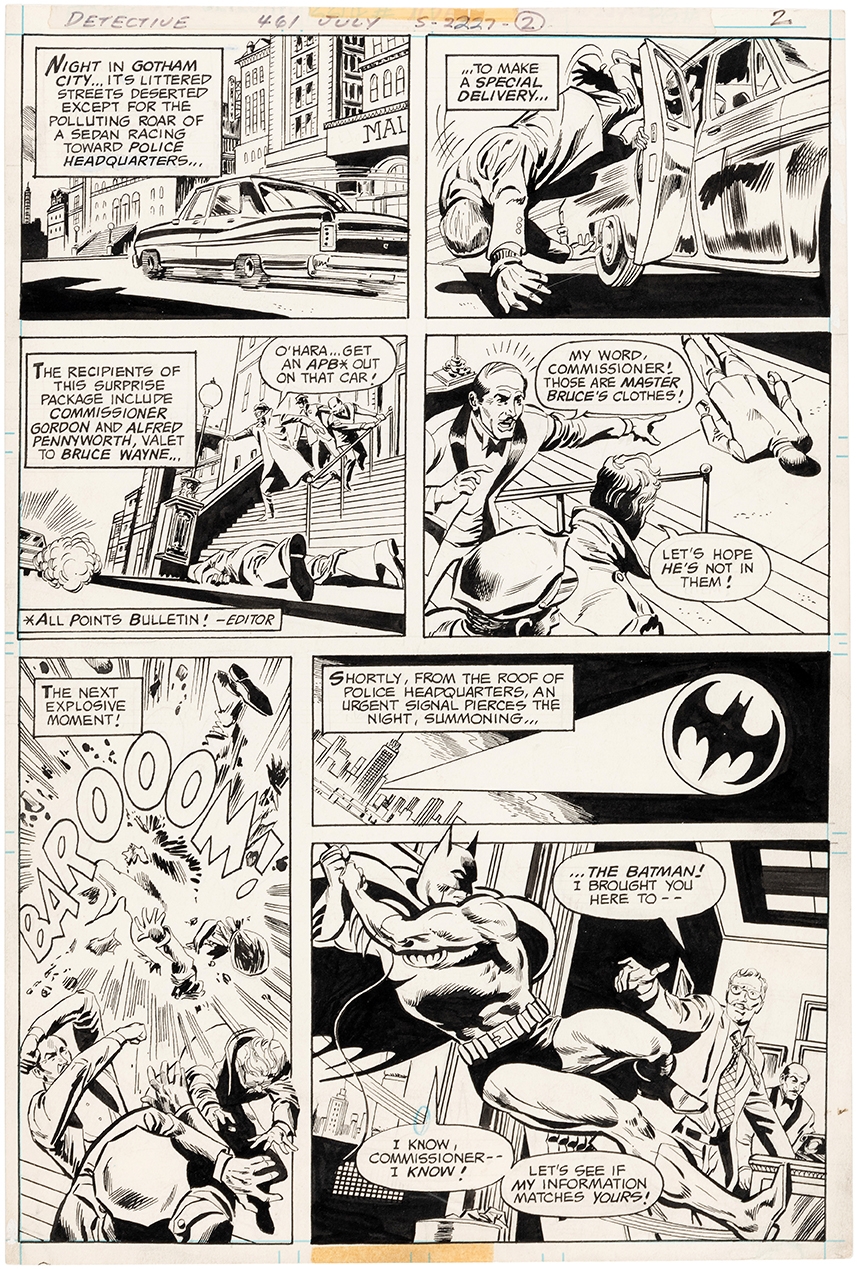 DETECTIVE 461 JULY S-2227-2 2
NIGHT IN GOTHAM
CITY... ITS LITTERED
STREETS DESERTED
EXCEPT FOR THE
POLLUTING ROAR OF
A SEDAN RACING
TOWARD POLICE
HEADQUARTERS...
MAL
...TO MAKE
A SPECIAL
DELIVERY...
THE RECIPIENTS OF
THIS SURPRISE
PACKAGE INCLUDE
COMMISSIONER
GORDON AND ALFRED
PENNYWORTH, VALET
TO BRUCE WAYNE...
O'HARA... GET
AN APB* OUT
ON THAT CAR!
*ALL POINTS BULLETIN! -EDITOR
MY WORD,
COMMISSIONER!
THOSE ARE MASTER
BRUCE'S CLOTHES!
LET'S HOPE
HE'S NOT IN
THEM!
THE NEXT
EXPLOSIVE
MOMENT!
BAROOOOM!
SHORTLY, FROM THE ROOF OF
POLICE HEADQUARTERS, AN
URGENT SIGNAL PIERCES THE
NIGHT, SUMMONING...
...THE BATMAN!
I BROUGHT YOU
HERE TO--
I KNOW,
COMMISSIONER--
I KNOW!
LET'S SEE IF
MY INFORMATION
MATCHES YOURS!